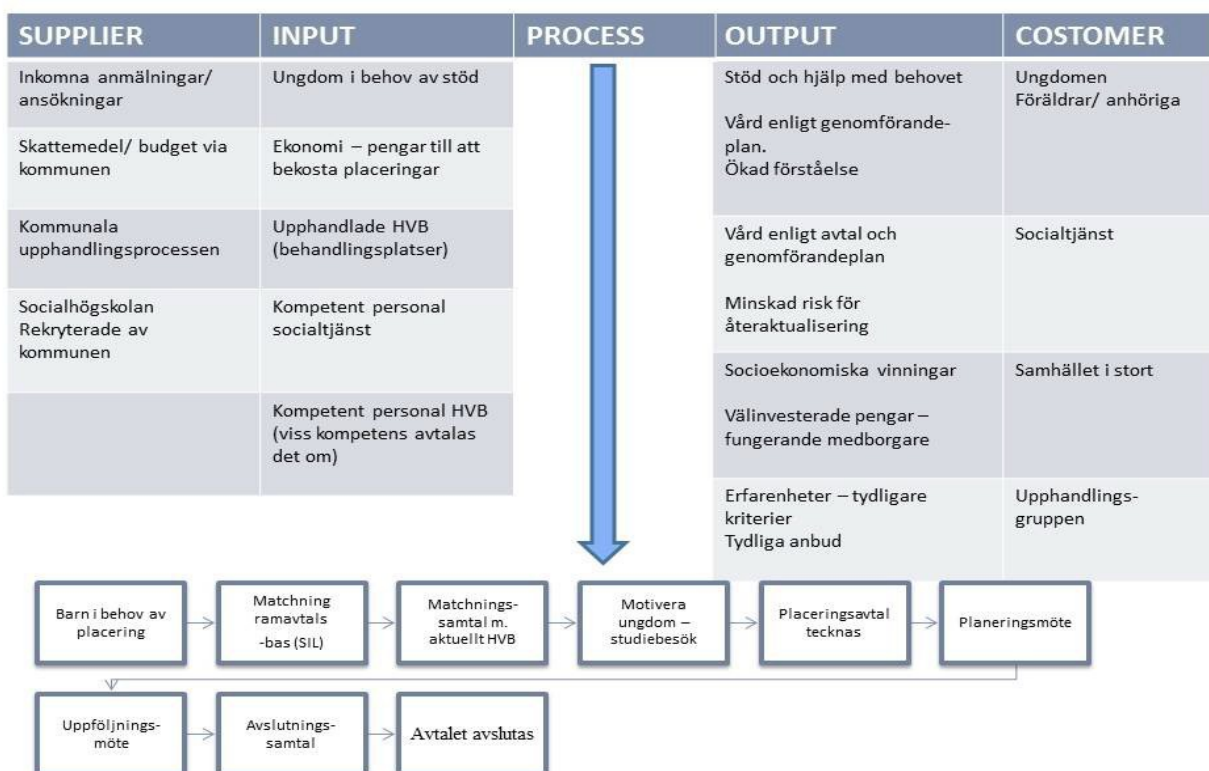 SUPPLIER INPUT PROCESS OUTPUT COSTOMER
Inkomna anmälningar/
ansökningar
Ungdom i behov av stöd
Stöd och hjälp med behovet
Vård enligt genomförande-
plan.
Ökad förståelse
Ungdomen
Föräldrar/ anhöriga
Skattemedel/ budget via
kommunen
Ekonomi – pengar till att
bekosta placeringar
Kommunala
upphandlingsprocessen
Upphandlade HVB
(behandlingsplatser)
Vård enligt avtal och
genomförandeplan
Minskad risk för
återaktualisering
Socialtjänst
Socialhögskolan
Rekryterade av
kommunen
Kompetent personal
socialtjänst
Socioekonomiska vinningar
Välinvesterade pengar –
fungerande medborgare
Samhället i stort
Kompetent personal HVB
(viss kompetens avtalas
det om)
Erfarenheter – tydligare
kriterier
Tydliga anbud
Upphandlings-
gruppen
Barn i behov av
placering
Matchning
ramavtals
-bas (SIL)
Matchnings-
samtal m.
aktuellt HVB
Motivera
ungdom –
studiebesök
Placeringsavtal
tecknas
Planeringsmöte
Uppföljnings-
möte
Avslutnings-
samtal
Avtalet avslutas